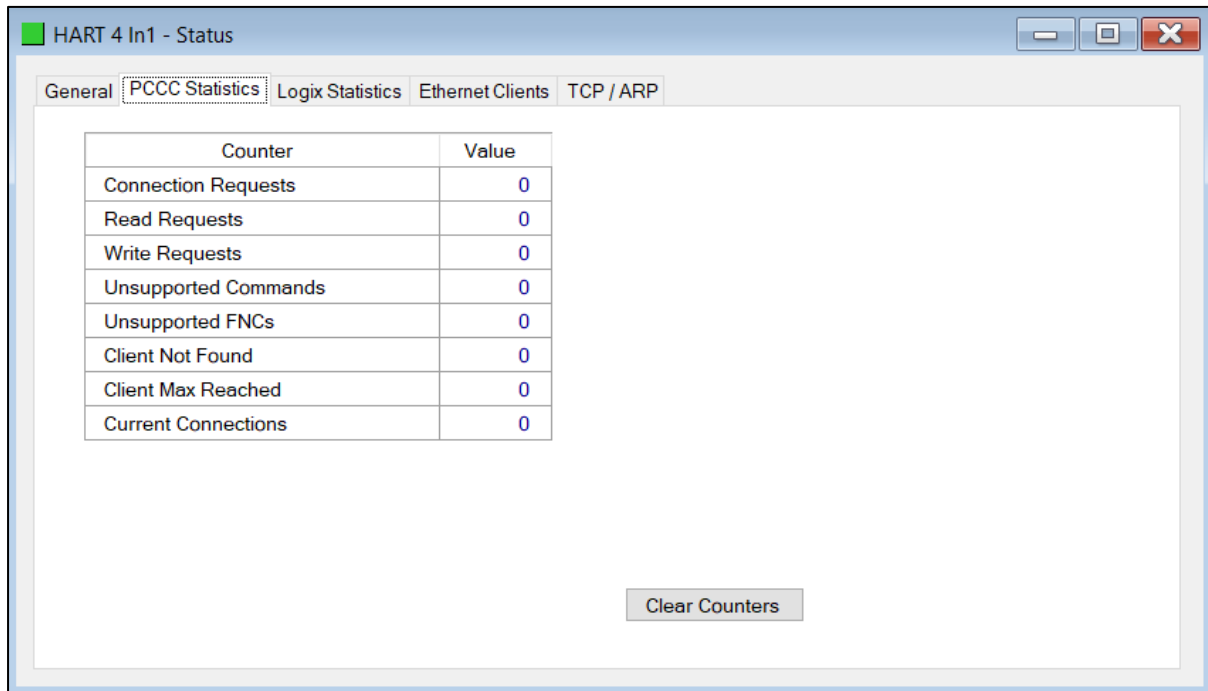 HART 4 In1 - Status
General PCCC Statistics Logix Statistics Ethernet Clients TCP / ARP
Counter Value
Connection Requests 0
Read Requests 0
Write Requests 0
Unsupported Commands 0
Unsupported FNCs 0
Client Not Found 0
Client Max Reached 0
Current Connections 0
Clear Counters